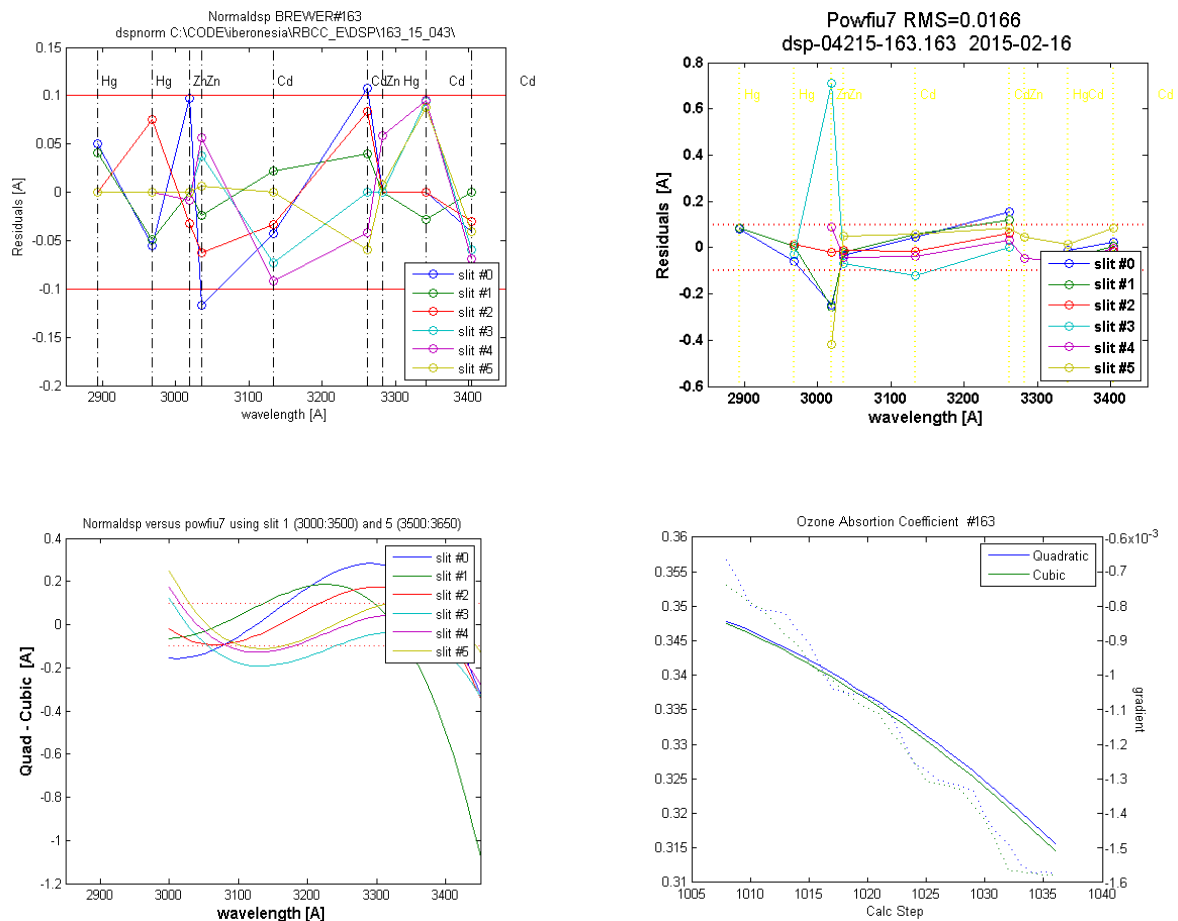 Normaldsp BREWER#163
dspnorm C:\CODE\iberonesia\RBCC_E\DSP\163_15_043\
0.15
0.1
0.05
0
-0.05
-0.1
-0.15
-0.2
Residuals [A]
Hg
Hg
Zn
Zn
Cd
Cd
Zn
Hg
Cd
Cd
slit #0
slit #1
slit #2
slit #3
slit #4
slit #5
2900
3000
3100
3200
3300
3400
wavelength [A]
Powfiu7 RMS=0.0166
dsp-04215-163.163 2015-02-16
0.8
0.6
0.4
0.2
0
-0.2
-0.4
-0.6
Residuals [A]
Hg
Hg
Zn
Zn
Cd
Cd
Zn
Hg
Cd
Cd
slit #0
slit #1
slit #2
slit #3
slit #4
slit #5
2900
3000
3100
3200
3300
3400
wavelength [A]
Normaldsp versus powfiu7 using slit 1 (3000:3500) and 5 (3500:3650)
0.4
0.2
0
-0.2
-0.4
-0.6
-0.8
-1
-1.2
Quad - Cubic [A]
slit #0
slit #1
slit #2
slit #3
slit #4
slit #5
2900
3000
3100
3200
3300
3400
wavelength [A]
Ozone Absortion Coefficient #163
0.36
0.355
0.35
0.345
0.34
0.335
0.33
0.325
0.32
0.315
0.31
Quadratic
Cubic
-0.6x10-3
-0.7
-0.8
-0.9
-1
-1.1
-1.2
-1.3
-1.4
-1.5
-1.6
gradient
1005
1010
1015
1020
1025
1030
1035
1040
Calc Step